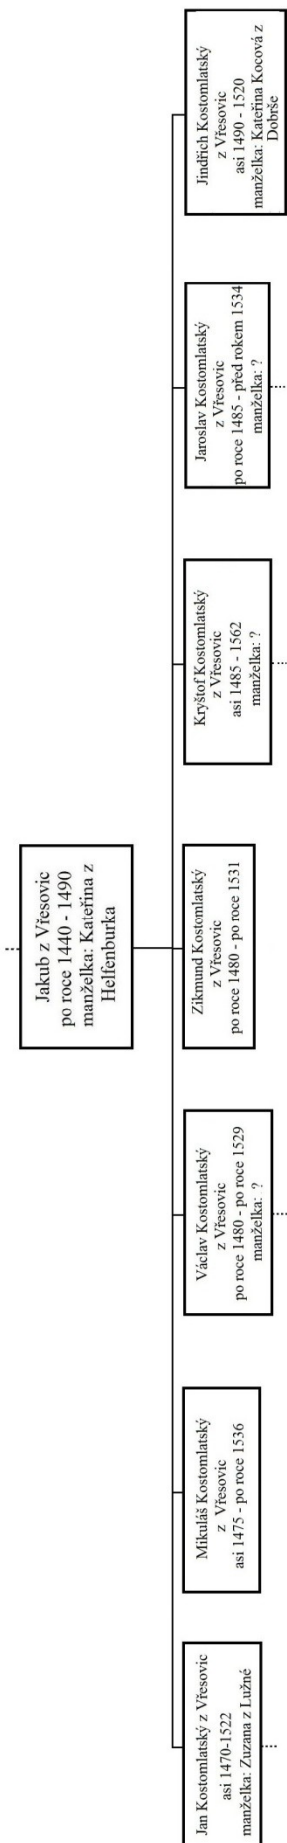 Jakub z Vřesovic
po roce 1440 - 1490
manželka: Kateřina z
Helfenburka
Jan Kostomlatský z Vřesovic
asi 1470-1522
manželka: Zuzana z Lužné
Mikuláš Kostomlatský
z Vřesovic
asi 1475 - po roce 1536
Václav Kostomlatský
z Vřesovic
po roce 1480 - po roce 1529
manželka: ?
Zikmund Kostomlatský
z Vřesovic
po roce 1480 - po roce 1531
Kryštof Kostomlatský
z Vřesovic
asi 1485 - 1562
manželka: ?
Jaroslav Kostomlatský
z Vřesovic
po roce 1485 - před rokem 1534
manželka: ?
Jindřich Kostomlatský
z Vřesovic
asi 1490 - 1520
manželka: Kateřina Kocová z
Dobrše